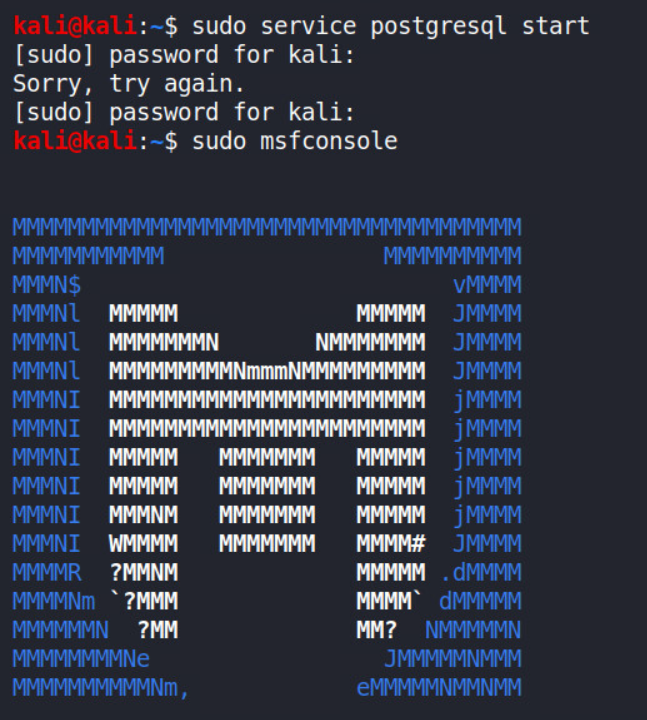 kali@kali:~$ sudo service postgresql start
[sudo] password for kali:
Sorry, try again.
[sudo] password for kali:
kali@kali:~$ sudo msfconsole
MMMMMMMMMMMMMMMMMMMMMMMMMMMMMMMMMMMMM
MMMMMMMMMMM                MMMMMMMMMM
MMMN$                           vMMMM
MMMNl  MMMMM             MMMMM  JMMMM
MMMNl  MMMMMMMN       NMMMMMMM  JMMMM
MMMNl  MMMMMMMMMNmmmNMMMMMMMMM  JMMMM
MMMNI  MMMMMMMMMMMMMMMMMMMMMMM  jMMMM
MMMNI  MMMMMMMMMMMMMMMMMMMMMMM  jMMMM
MMMNI  MMMMM   MMMMMMM   MMMMM  jMMMM
MMMNI  MMMMM   MMMMMMM   MMMMM  jMMMM
MMMNI  MMMNM   MMMMMMM   MMMMM  jMMMM
MMMNI  WMMMM   MMMMMMM   MMMM#  JMMMM
MMMMR  ?MMNM             MMMMM .dMMMM
MMMMNm `?MMM             MMMM` dMMMMM
MMMMMMN  ?MM             MM?  NMMMMMN
MMMMMMMMNe                 JMMMMMNMMM
MMMMMMMMMMNm,            eMMMMMNMMNMM